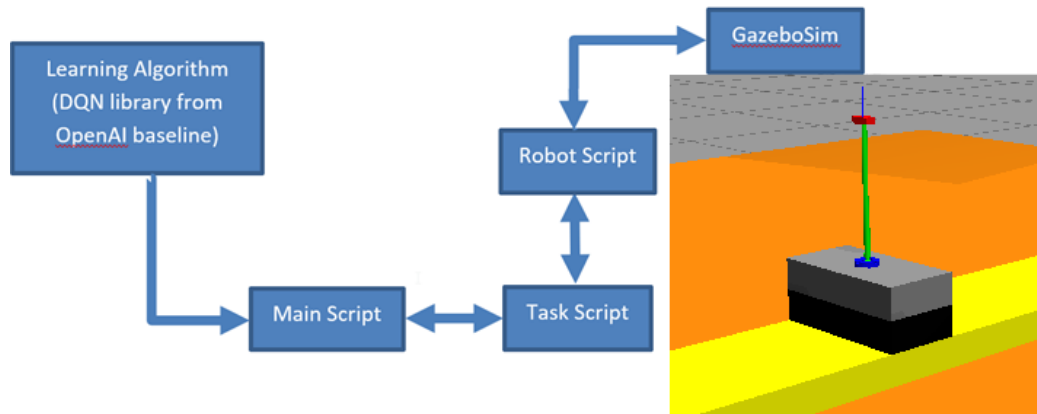 Learning Algorithm
(DQN library from
OpenAI baseline)
GazeboSim
Robot Script
Main Script
Task Script